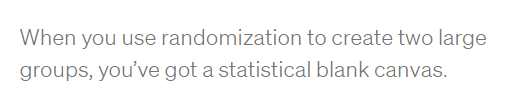 When you use randomization to create two large
groups, you’ve got a statistical blank canvas.